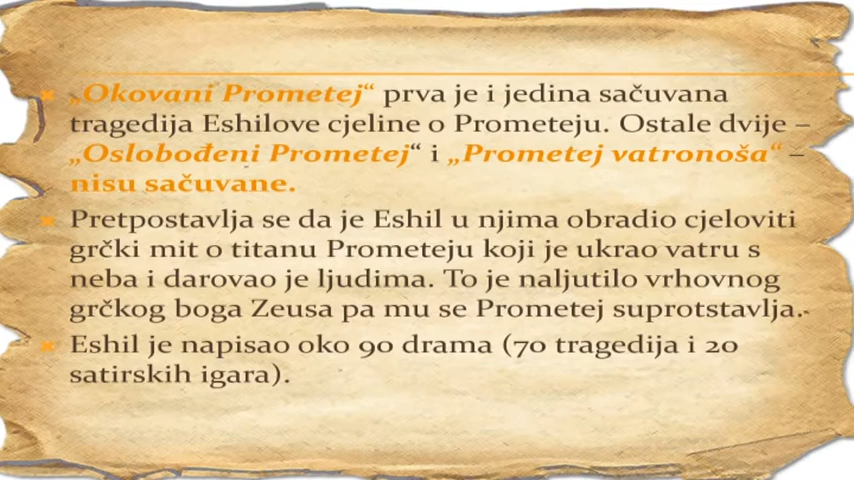 „Okovani Prometej“ prva je i jedina sačuvana
tragedija Eshilove cjeline o Prometeju. Ostale dvije –
„Oslobođeni Prometej“ i „Prometej vatronoša“ –
nisu sačuvane.
Pretpostavlja se da je Eshil u njima obradio cjeloviti
grčki mit o titanu Prometeju koji je ukrao vatru s
neba i darovao je ljudima. To je naljutilo vrhovnog
grčkog boga Zeusa pa mu se Prometej suprotstavlja.
Eshil je napisao oko 90 drama (70 tragedija i 20
satirskih igara).